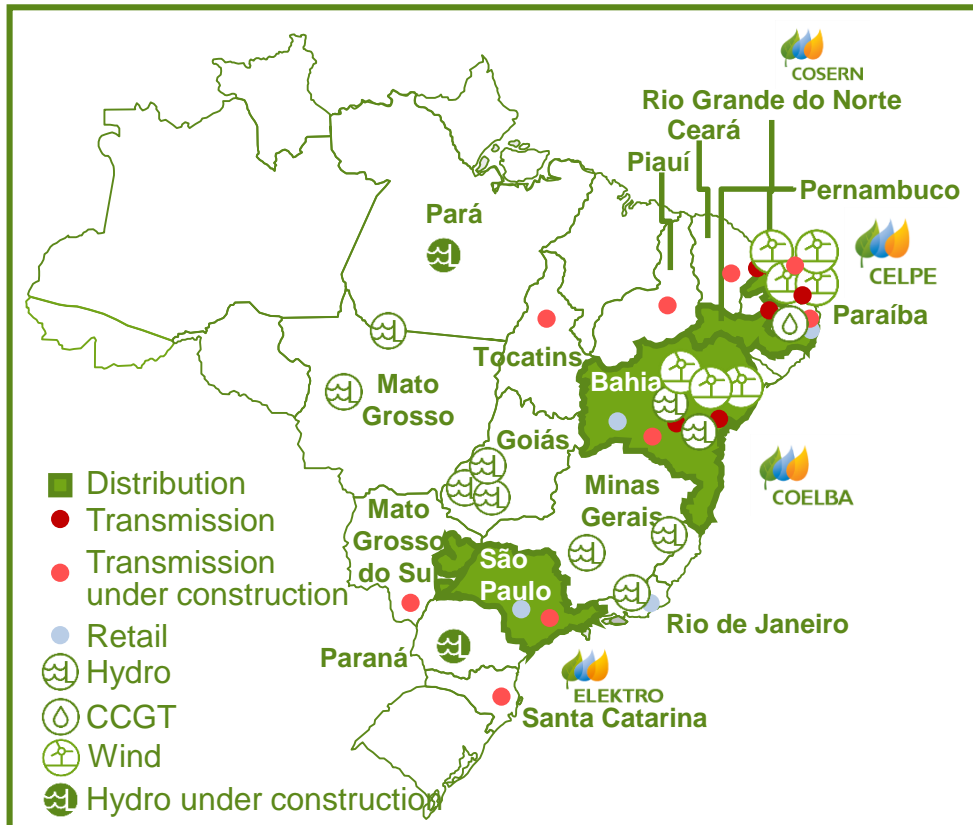 COSERN
Rio Grande do Norte
Ceará
Piauí
Pernambuco
Pará
CELPE
Paraíba
Tocatins
Bahia
Mato
Grosso
Goiás
COELBA
Minas
Gerais
Mato
Grosso
do Su
São
Paulo
Rio de Janeiro
Paraná
ELEKTRO
Santa Catarina
Distribution
Transmission
Transmission
under construction
Retail
Hydro
CCGT
Wind
Hydro under construction